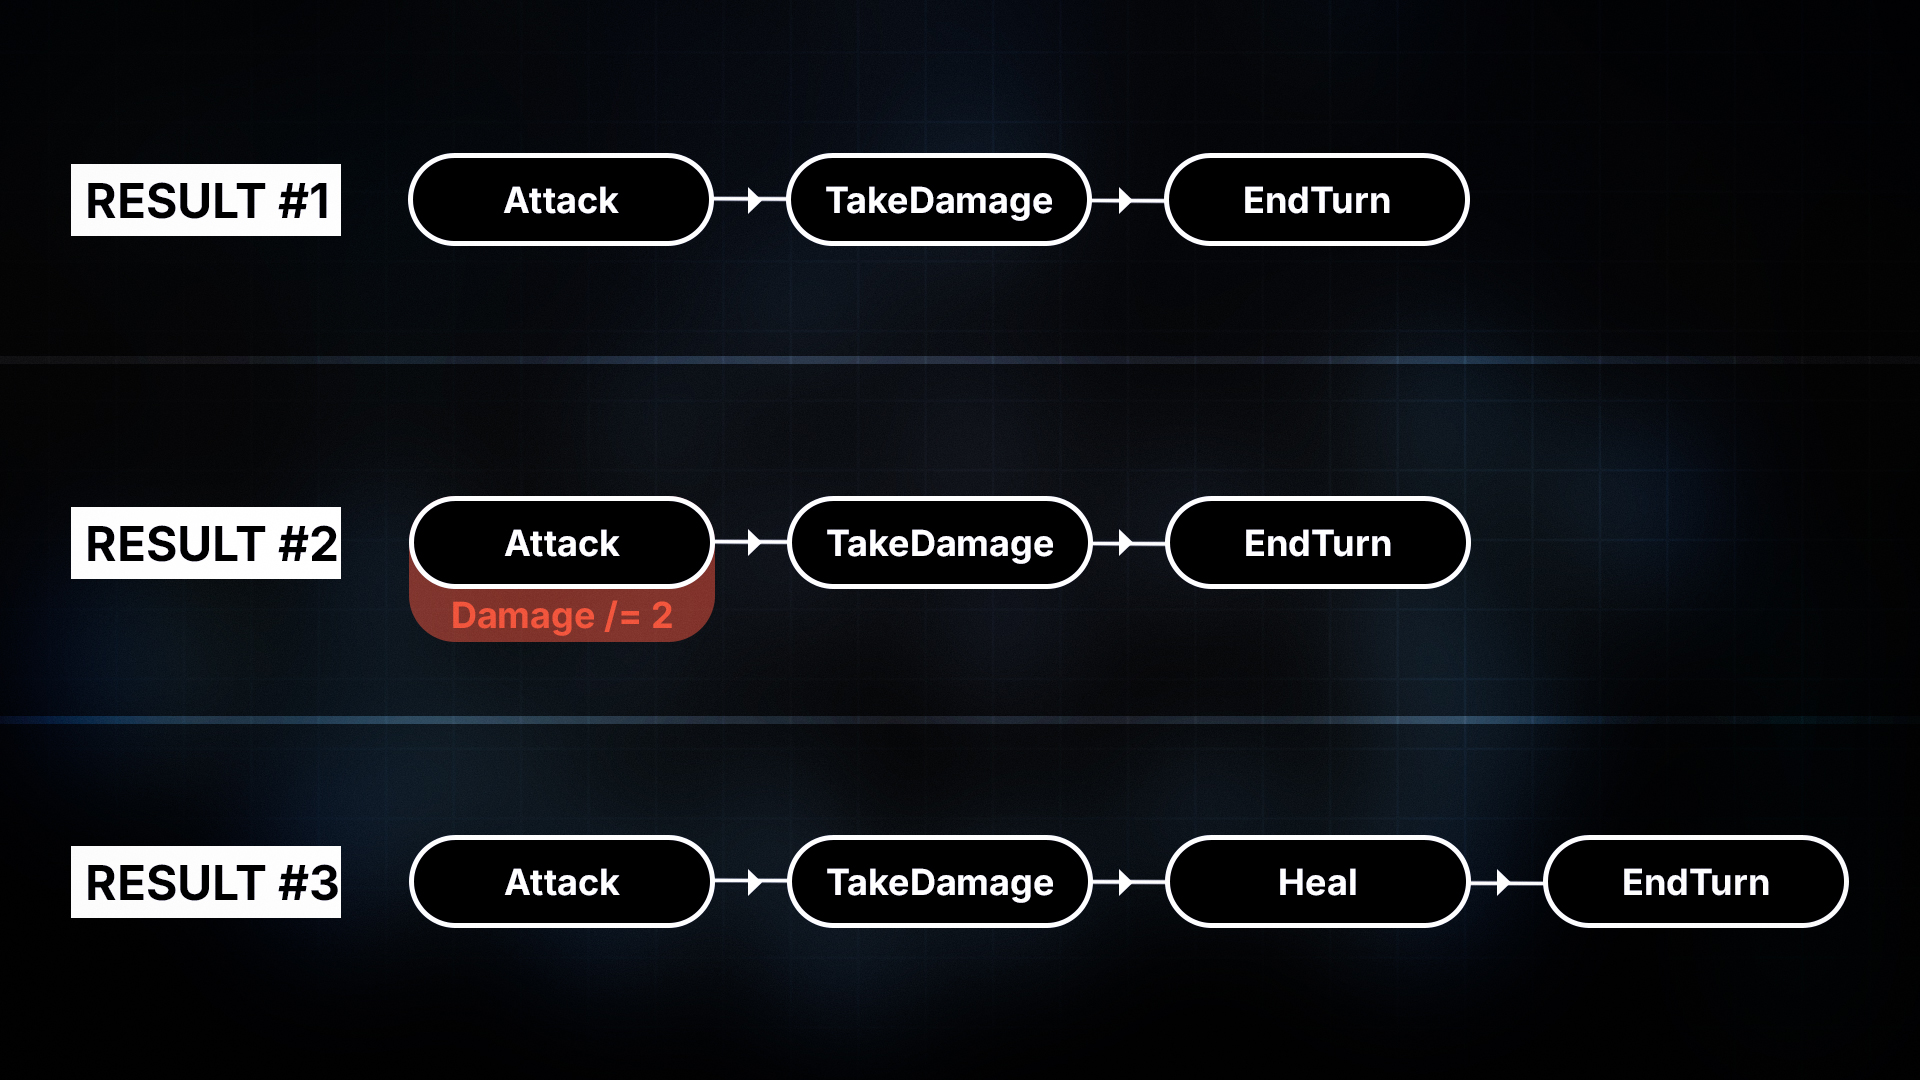 RESULT #1
Attack
TakeDamage
EndTurn
RESULT #2
Attack
TakeDamage
EndTurn
Damage /= 2
RESULT #3
Attack
TakeDamage
Heal
EndTurn